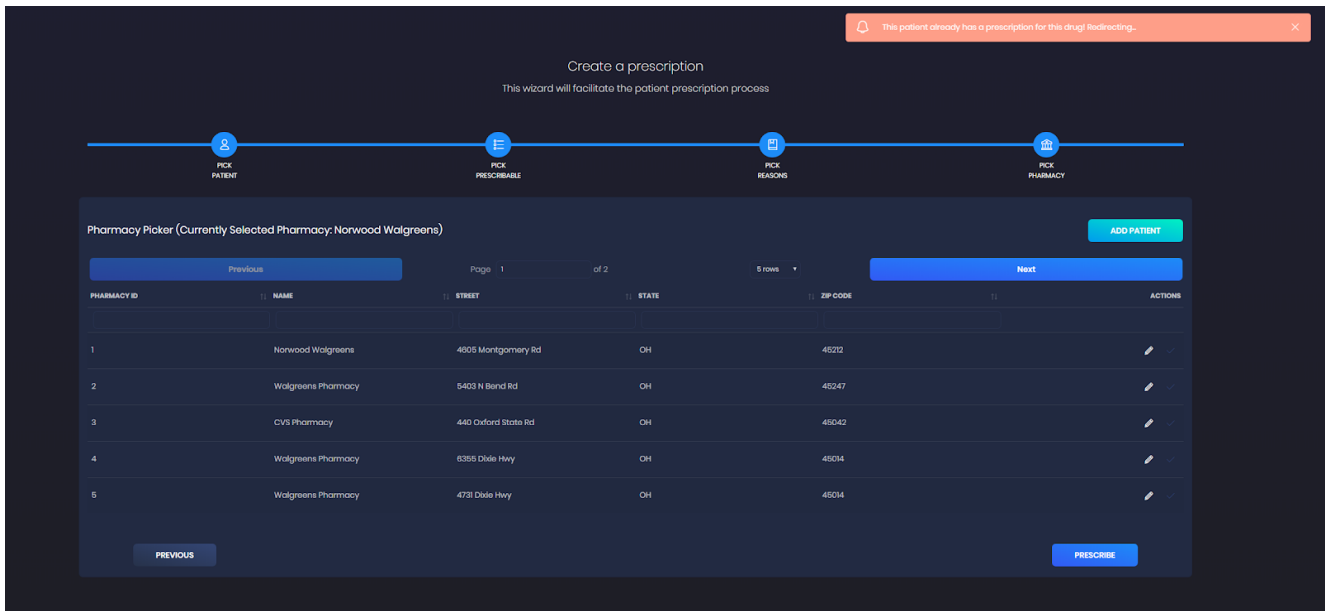 This patient already has a prescription for this drug! Redirecting...
Create a prescription
This wizard will facilitate the patient prescription process
PICK
PATIENT
PICK
PRESCRIBABLE
PICK
REASONS
PICK
PHARMACY
Pharmacy Picker (Currently Selected Pharmacy: Norwood Walgreens)
ADD PATIENT
Previous Page 1 of 2 5 rows Next
PHARMACY ID NAME STREET STATE ZIP CODE ACTIONS
1 Norwood Walgreens 4605 Montgomery Rd OH 45212
2 Walgreens Pharmacy 5403 N Bend Rd OH 45247
3 CVS Pharmacy 440 Oxford State Rd OH 45042
4 Walgreens Pharmacy 6355 Dixie Hwy OH 45014
5 Walgreens Pharmacy 4731 Dixie Hwy OH 45014
PREVIOUS PRESCRIBE